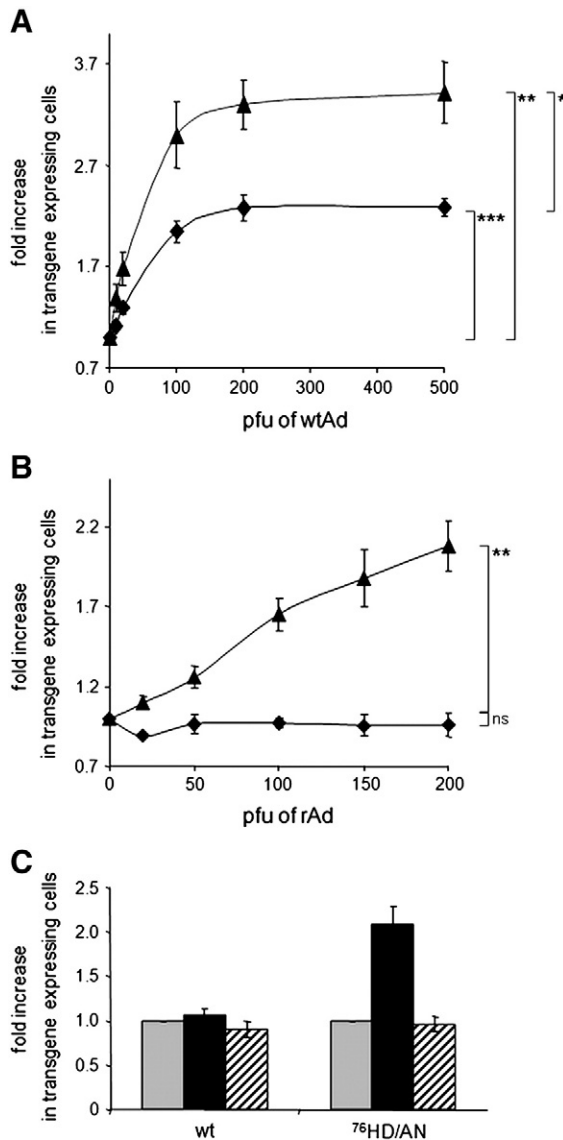 A
fold increase
in transgene expressing cells
3.7
2.7
1.7
0.7
0 100 200 300 400 500
pfu of wtAd
***
**
*
B
fold increase
in transgene expressing cells
2.2
1.7
1.2
0.7
0 50 100 150 200
pfu of rAd
**
ns
C
fold increase
in transgene expressing cells
2.5
2.0
1.5
1.0
0.5
0
wt ⁷⁶HD/AN